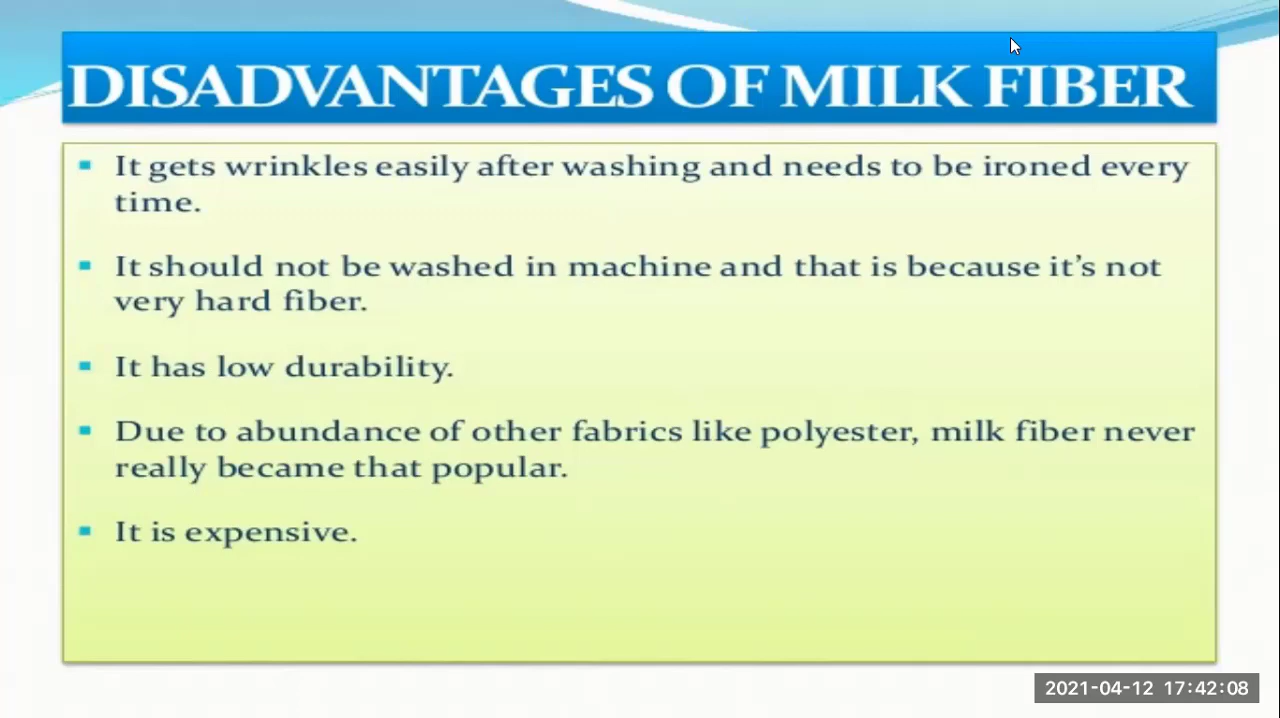 DISADVANTAGES OF MILK FIBER
It gets wrinkles easily after washing and needs to be ironed every
time.
It should not be washed in machine and that is because it's not
very hard fiber.
It has low durability.
Due to abundance of other fabrics like polyester, milk fiber never
really became that popular.
It is expensive.
2021-04-12 17:42:08